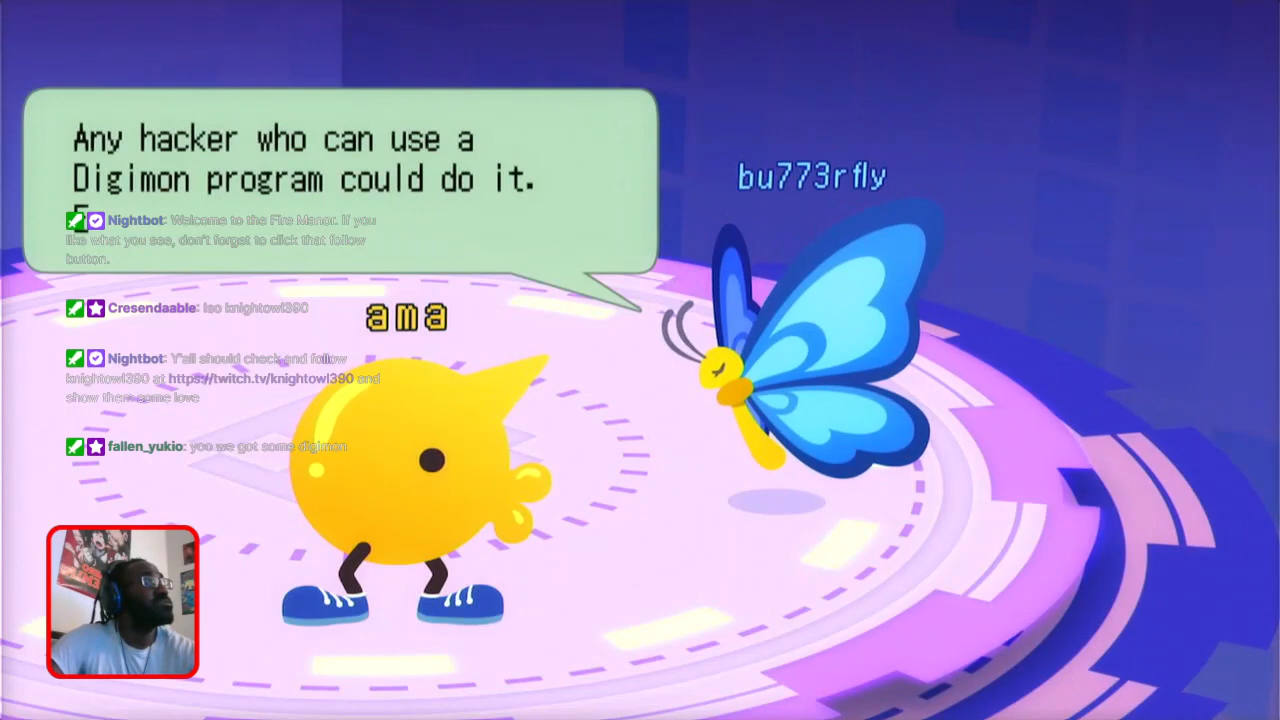 Any hacker who can use a
Digimon program could do it.
bu773rfly
Nightbot: Welcome to the Fire Manor. If you
like what you see, don't forget to click that follow
button.
Cresendaable: !so knightowl390
ama
Nightbot: Y'all should check and follow
knightowl390 at https://twitch.tv/knightowl390 and
show them some love
fallen_yukio: yoo we got some digimon